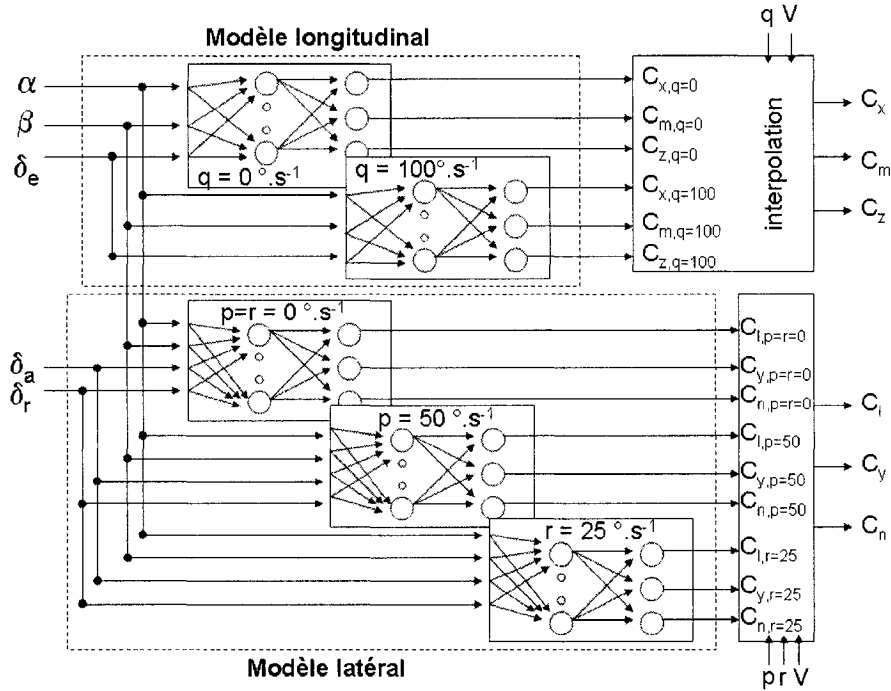 q V
Modèle longitudinal
α
β
δe
q = 0 °.s-1
q = 100°.s-1
Cx,q=0
Cm,q=0
Cz,q=0
Cx,q=100
Cm,q=100
Cz,q=100
interpolation
Cx
Cm
Cz
p=r = 0 °.s-1
δa
δr
p = 50 °.s-1
r = 25 °.s-1
Cl,p=r=0
Cy,p=r=0
Cn,p=r=0
Cl,p=50
Cy,p=50
Cn,p=50
Cl,r=25
Cy,r=25
Cn,r=25
Cl
Cy
Cn
Modèle latéral
p r V